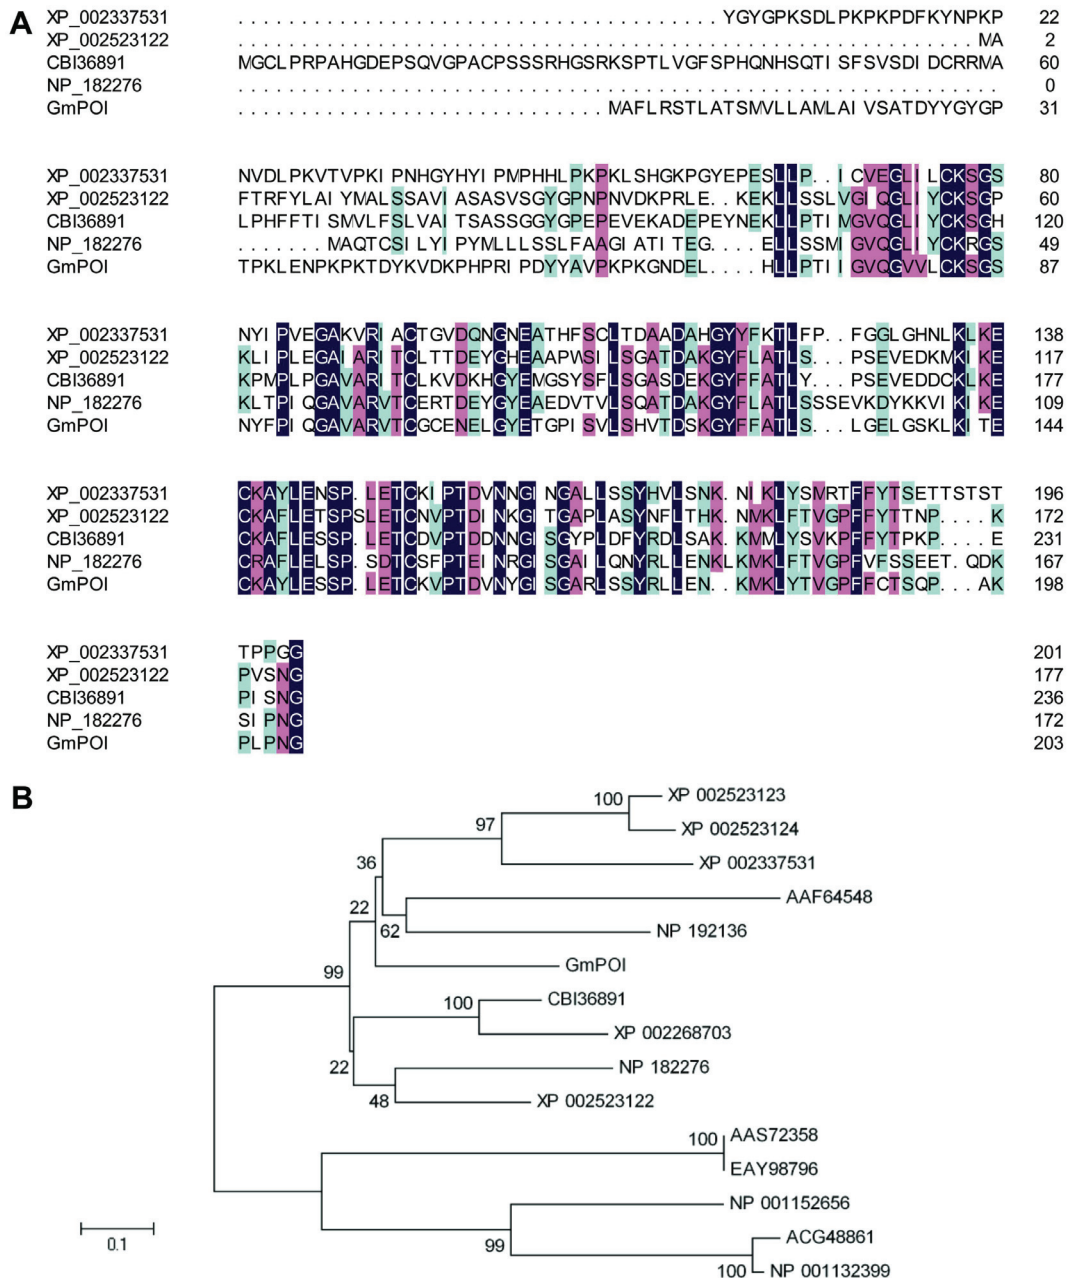 A
XP_002337531 ......................................YGYGPKSDLPKPKPDFKYNPKP 22
XP_002523122 ..........................................................MA 2
CBI36891 MGCLPRPAHGDEPSQVGPACPSSSRHGSRKSPTLVGFSPHQNHSQTISFSVSDIDCRRMA 60
NP_182276 ............................................................ 0
GmPOI .............................MAFLRSTLATSMVLLAMLAIVSATDYYGYGP 31
XP_002337531 NVDLPKVTVPKIPNHGYHYIPMPHHLPKPKLSHGKPGYEPESLLP..ICVEGLILCKSGS 80
XP_002523122 FTRFYLAIYMALSSAVIASASVSGYGPNPNVDKPRLE.KEKLLSSLVGIQGLIYCKSGP 60
CBI36891 LPHFFTISMVLFSLVAITSASSGGYGPEPEVEKADEPEYNEKLLPTIMGVQGLIYCKSGH 120
NP_182276 .......MAQTCSILYIPYMLLLSSLFAAGIATITEG....ELLSSMIGVQGLIYCKRGS 49
GmPOI TPKLENPKPKTDYKVDKPHPRIPDYYAVPKPKGNDEL....HLLPTIIGVQGVVLCKSGS 87
XP_002337531 NYIPVEGAKVRIACTGVDQNGNEATHFSCLTDAADAHGYYFKTLFP..FGGLGHNLKLKE 138
XP_002523122 KLIPLEGAIARITCLTTDEYGHEAAPWSILSGATDAKGYFLATLS...PSEVEDKMKIKE 117
CBI36891 KPMPLPGAVARLTCLKVDKHGYEMGSYSFLSGASDEKGYFFATLY...PSEVEDDCKLKE 177
NP_182276 KLTPIQGAVARVTCERTDEYGYEAEDVTVLSQATDAKGYFLATLSSSEVKDYKKVIKIKE 109
GmPOI NYFPIQGAVARVTCGCENELGYETGPISVLSHVTDSKGYFFATLS...LGELGSKLKITE 144
XP_002337531 CKAYLENSP.LETCKIPTDVNNGINGALLSSYHVLSNK.NLKLYSMRTFFYTSETTSTST 196
XP_002523122 CKAFLETSPSLETCNVPTDINKGITGAPLASYNFLTHK.NMKLFTVGPFFYTTNP....K 172
CBI36891 CKAFLESSP.LETCDVPTDDNNGISGYPLDFYRDLSAK.KMMLYSVKPFFYTPKP....E 231
NP_182276 CRAFLELSP.SDTCSFPTEINRGISGAILQNYRLLENKLKMKLFTVGPFVFSSEET.QDK 167
GmPOI CKAYLESSP.LETCKVPTDVNYGISGARLSSYRLLEN..KMKLYTVGPFFCTSQP...AK 198
XP_002337531 TPPGG 201
XP_002523122 PVSNG 177
CBI36891 PISNG 236
NP_182276 SIPNG 172
GmPOI PLPNG 203
B
100 XP 002523123
XP 002523124
97
XP 002337531
36
AAF64548
22
62 NP 192136
GmPOI
99
100 CBI36891
XP 002268703
22
NP 182276
48 XP 002523122
100 AAS72358
EAY98796
NP 001152656
99
ACG48861
100 NP 001132399
0.1